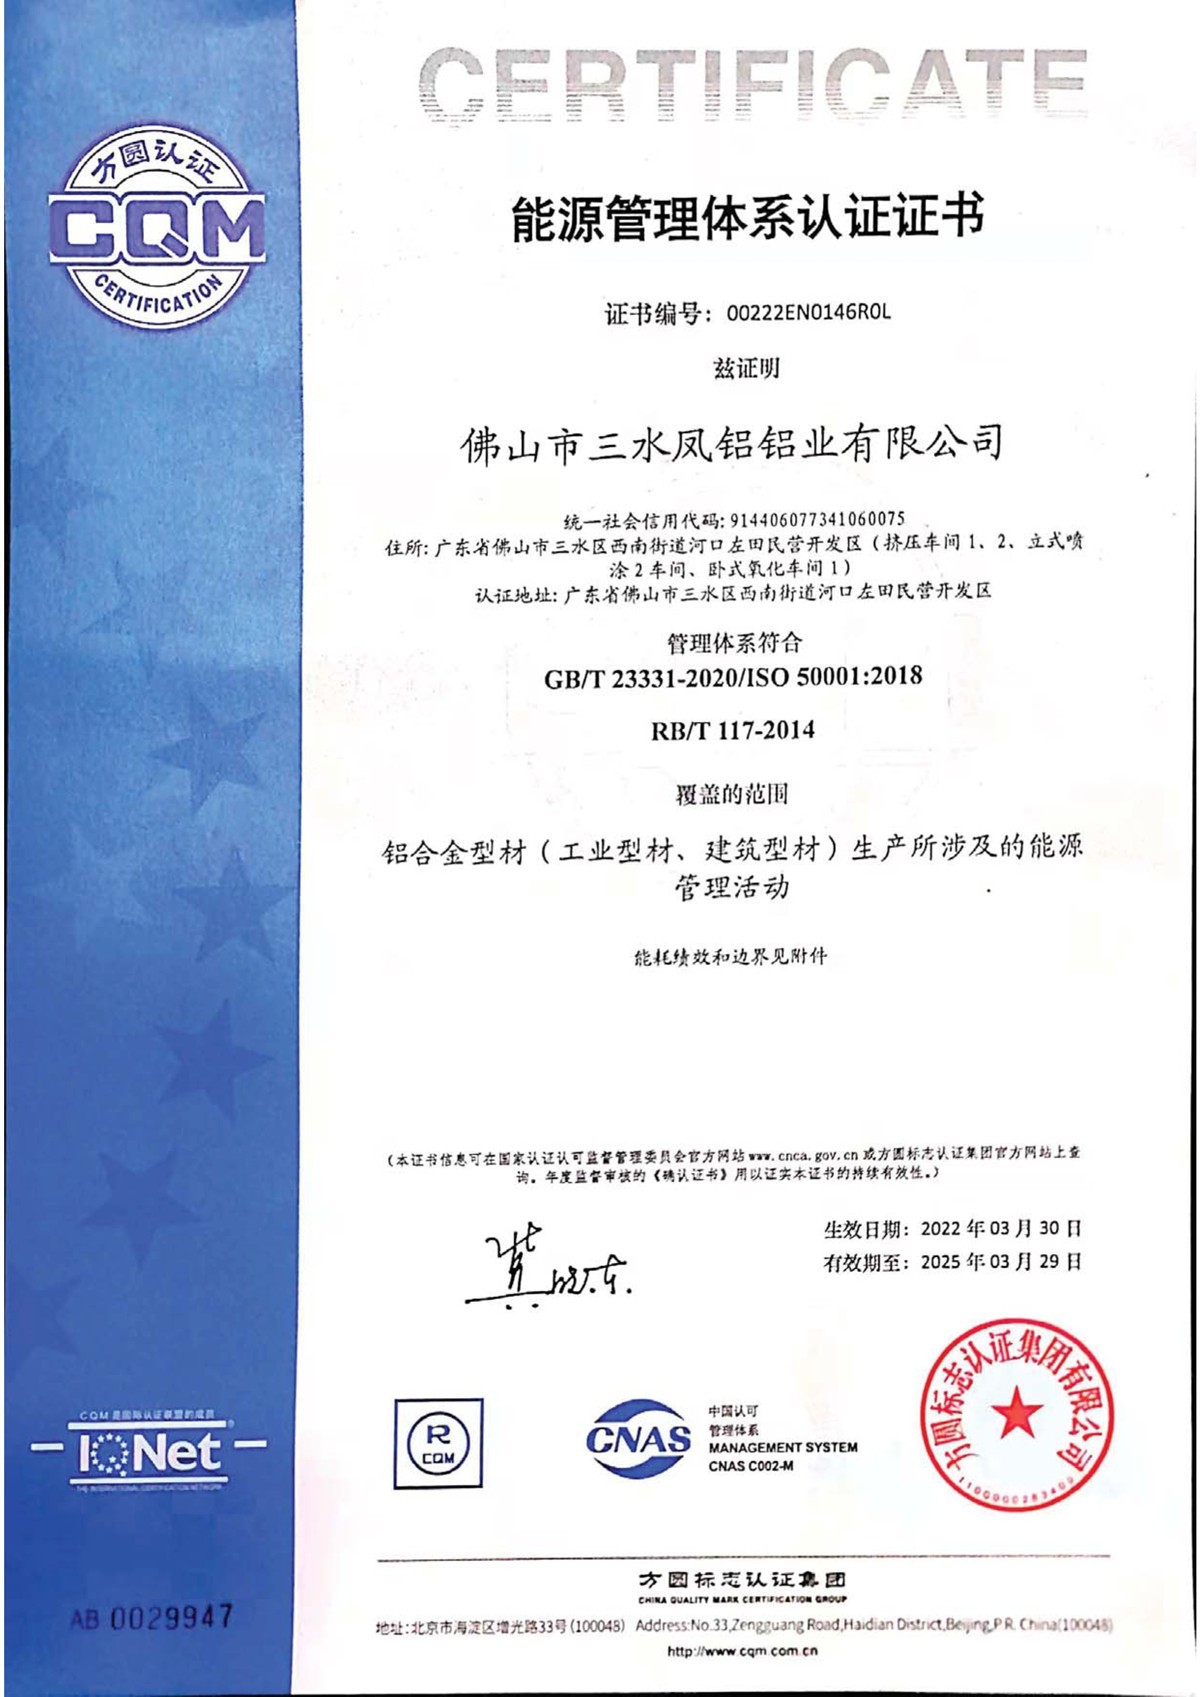 CERTIFICATE
方圆认证
CQM
CERTIFICATION
能源管理体系认证证书
证书编号：00222EN0146R0L
兹证明
佛山市三水凤铝铝业有限公司
统一社会信用代码：914406077341060075
住所：广东省佛山市三水区西南街道河口左田民营开发区（挤压车间1、2、立式喷
涂2车间、卧式氧化车间1）
认证地址：广东省佛山市三水区西南街道河口左田民营开发区
管理体系符合
GB/T 23331-2020/ISO 50001:2018
RB/T 117-2014
覆盖的范围
铝合金型材（工业型材、建筑型材）生产所涉及的能源
管理活动
能耗绩效和边界见附件
（本证书信息可在国家认证认可监督管理委员会官方网站www.cnca.gov.cn或方圆标志认证集团官方网站上查
询。年度监督审核的《确认证书》用以证实本证书的持续有效性。）
生效日期：2022年03月30日
有效期至：2025年03月29日
方圆标志认证集团有限公司
R
CQM
CNAS
中国认可
管理体系
MANAGEMENT SYSTEM
CNAS C002-M
CQM是国际认证联盟的成员
IQNet
THE INTERNATIONAL CERTIFICATION NETWORK
AB 0029947
方圆标志认证集团
CHINA QUALITY MARK CERTIFICATION GROUP
地址:北京市海淀区增光路33号(100048) Address:No.33,Zengguang Road,Haidian District,Beijing,P.R. China(100048)
http://www.cqm.com.cn